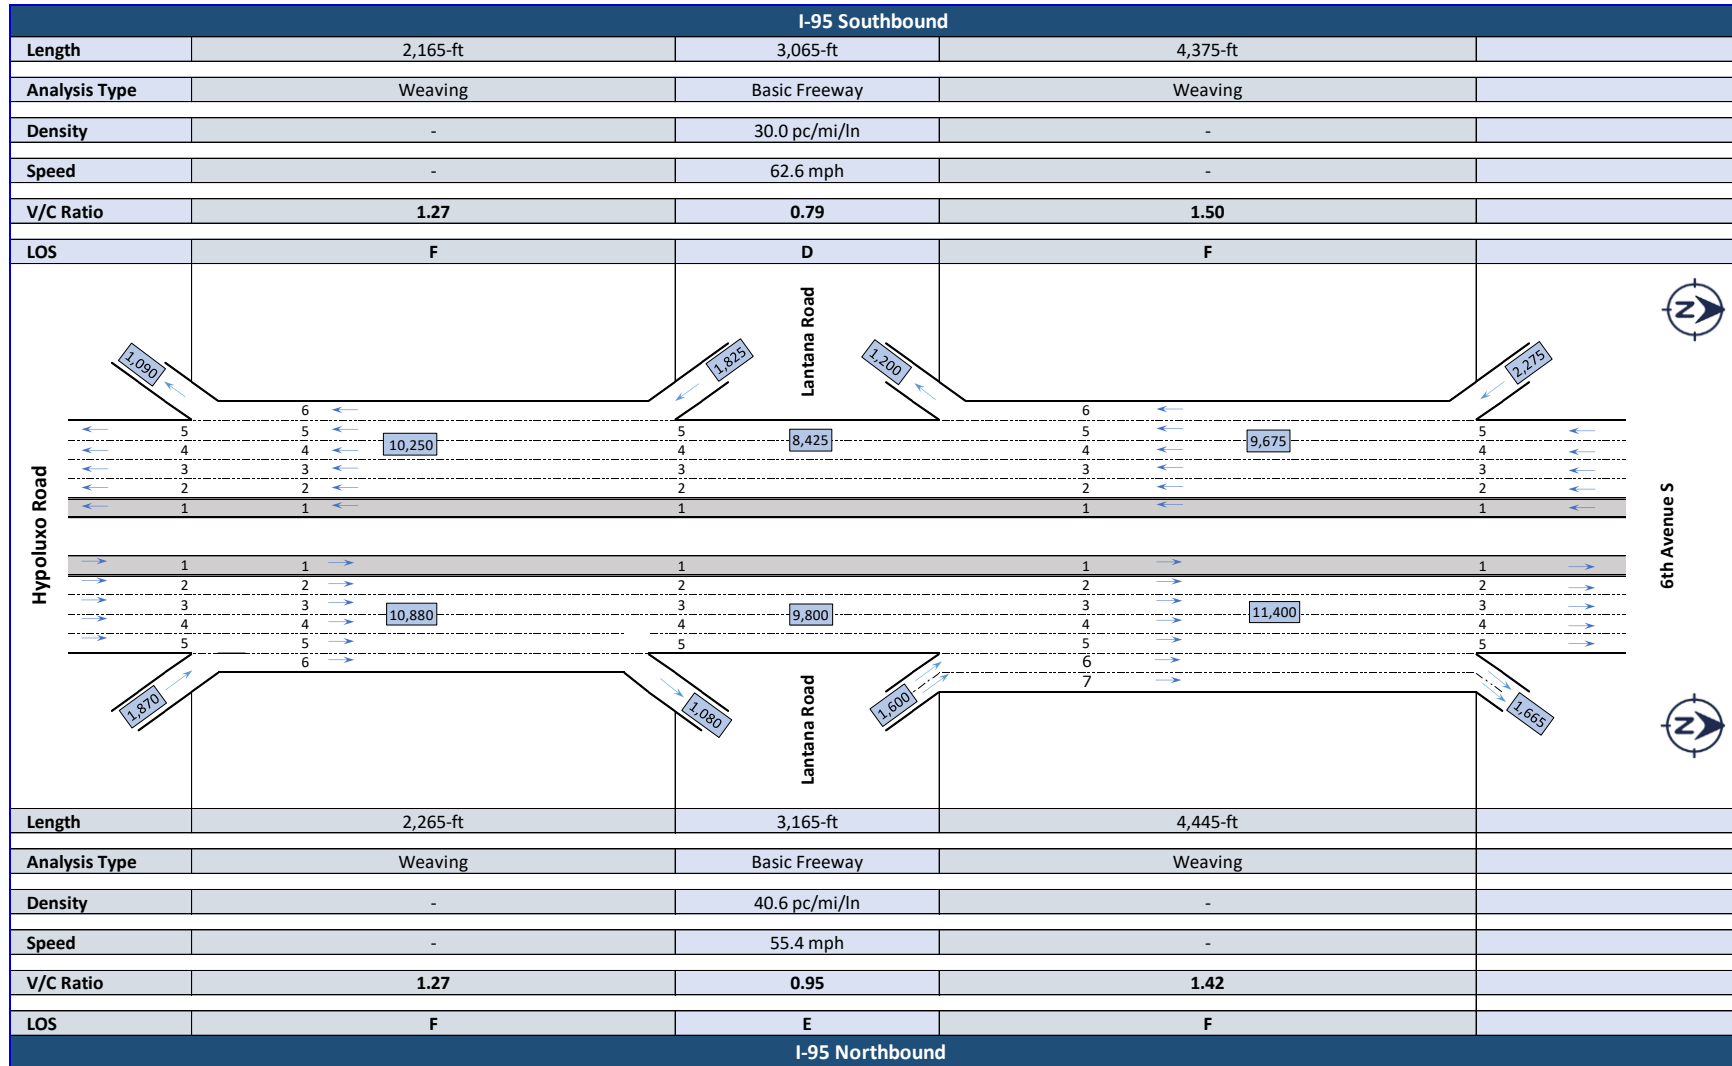 I-95 Southbound
Length 2,165-ft 3,065-ft 4,375-ft
Analysis Type Weaving Basic Freeway Weaving
Density - 30.0 pc/mi/ln -
Speed - 62.6 mph -
V/C Ratio 1.27 0.79 1.50
LOS F D F
Lantana Road
Z
1,090 1,825 1,200 2,275
6 6
5 5 5 5 5
10,250 8,425 9,675
4 4 4 4 4
3 3 3 3 3
2 2 2 2 2
1 1 1 1 1
Hypoluxo Road
6th Avenue S
1 1 1 1 1
2 2 2 2 2
3 3 3 3 3
10,880 9,800 11,400
4 4 4 4 4
5 5 5 5 5
6 6
7
1,870 1,080 1,600 1,665
Lantana Road
Z
Length 2,265-ft 3,165-ft 4,445-ft
Analysis Type Weaving Basic Freeway Weaving
Density - 40.6 pc/mi/ln -
Speed - 55.4 mph -
V/C Ratio 1.27 0.95 1.42
LOS F E F
I-95 Northbound